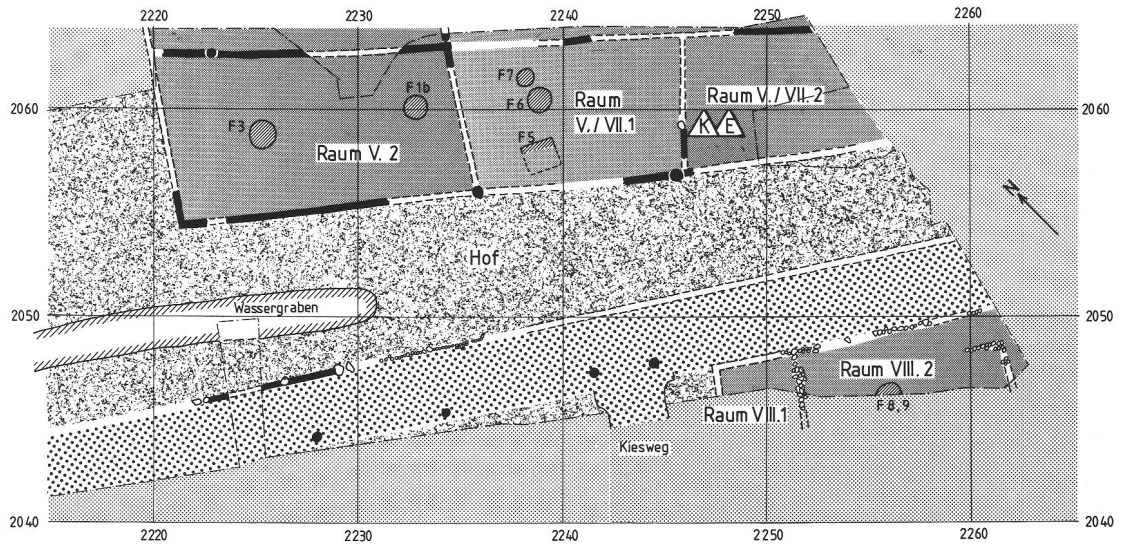 2220 2230 2240 2250 2260
2060 2060
F3
F1b
F7
F6
F5
Raum V. 2
Raum
V./VII.1
Raum V./VII.2
K E
N
Hof
Wassergraben
2050 2050
Raum VIII. 2
F 8,9
Raum VIII.1
Kiesweg
2040 2040
2220 2230 2240 2250 2260